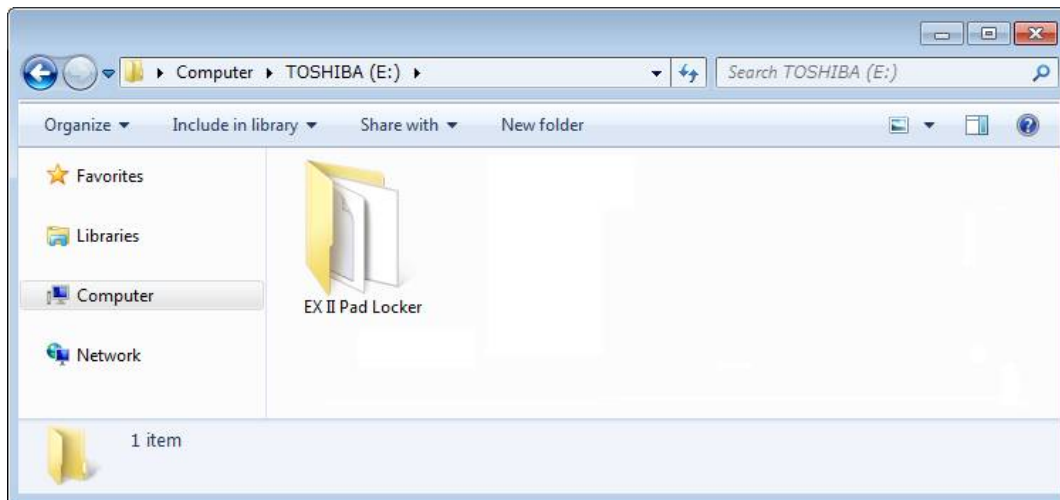 Computer TOSHIBA (E:)
Search TOSHIBA (E:)
Organize Include in library Share with New folder
Favorites
Libraries
Computer
Network
EX II Pad Locker
1 item